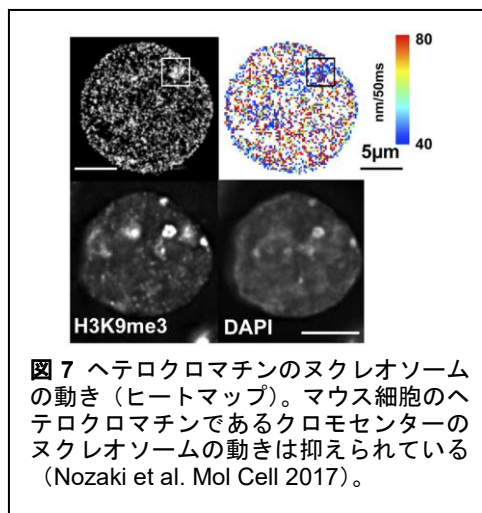 80
nm/50ms
40
5μm
H3K9me3
DAPI
図 7 ヘテロクロマチンのヌクレオソーム
の動き（ヒートマップ）。マウス細胞のヘ
テロクロマチンであるクロモセンターの
ヌクレオソームの動きは抑えられている
（Nozaki et al. Mol Cell 2017）。